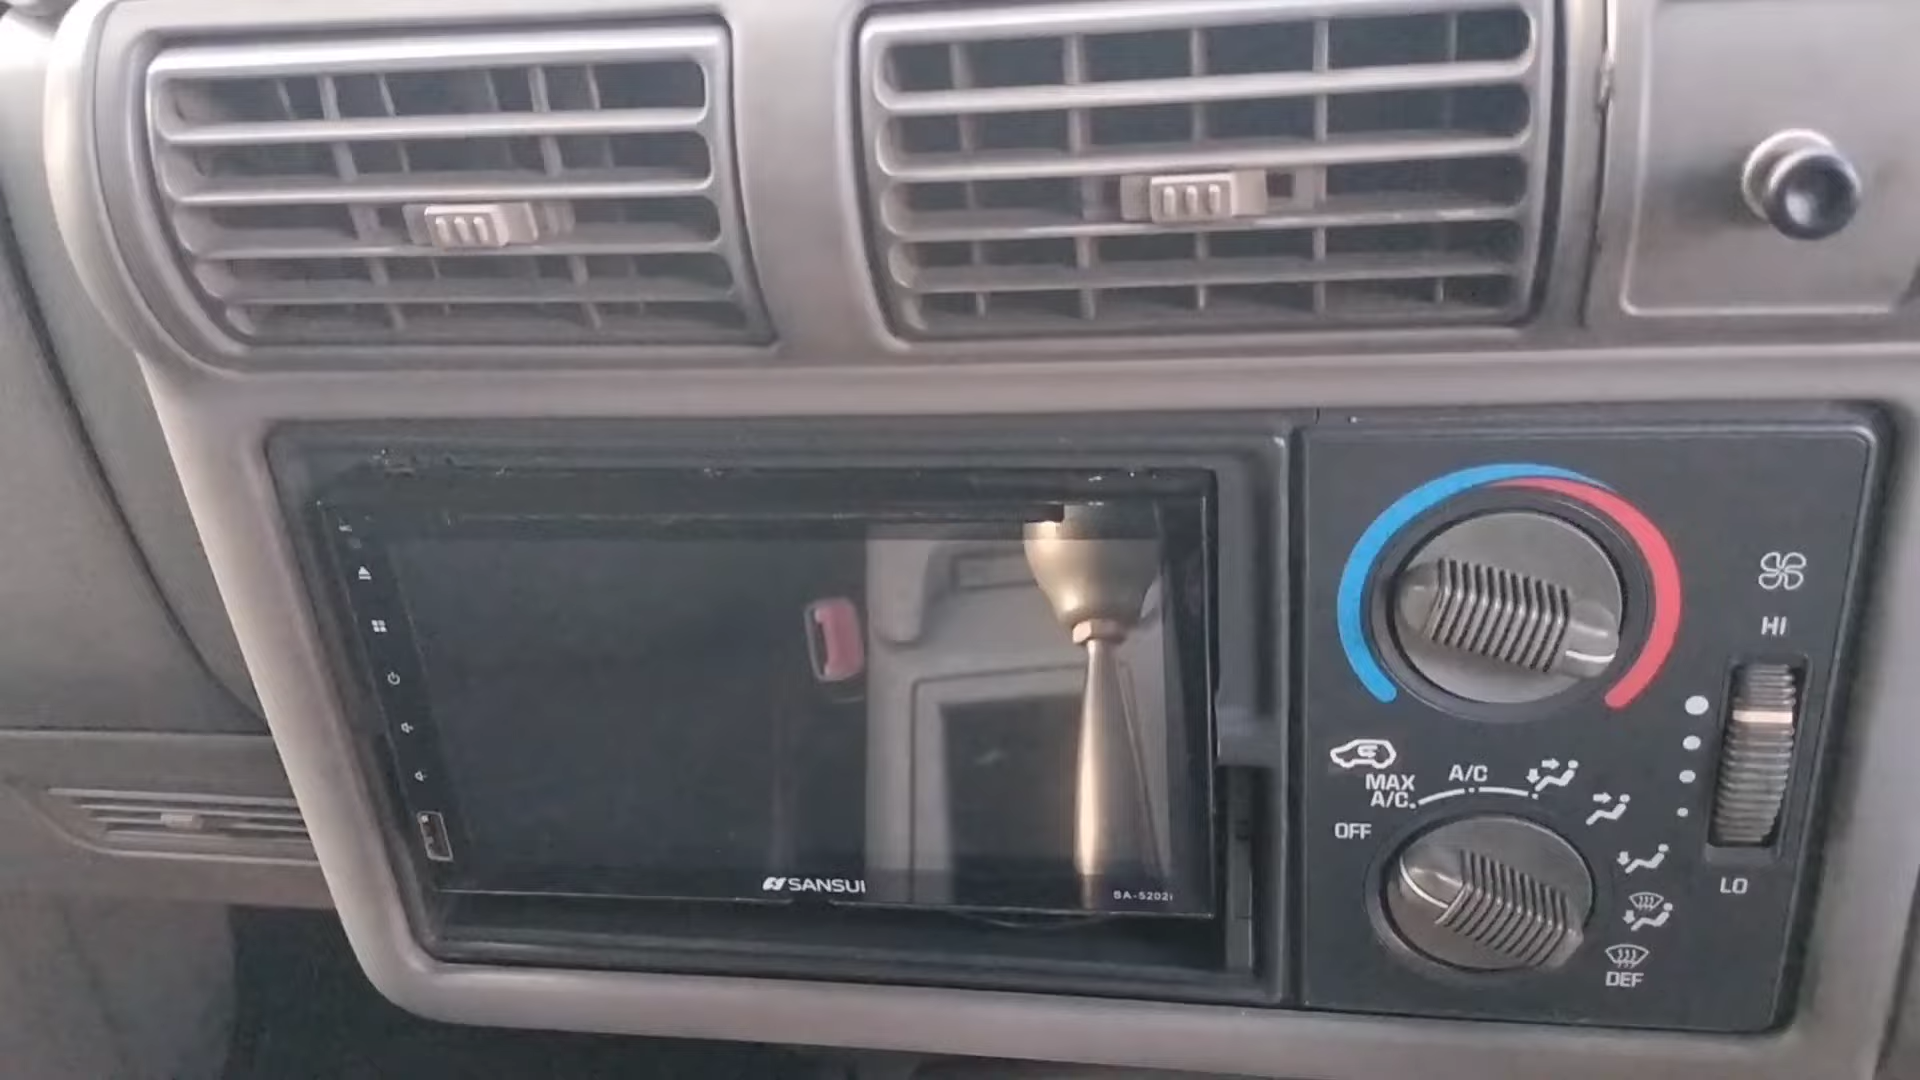 HI
MAX A/C
A/C.
OFF
LO
SANSUI
SA-5202i
DEF